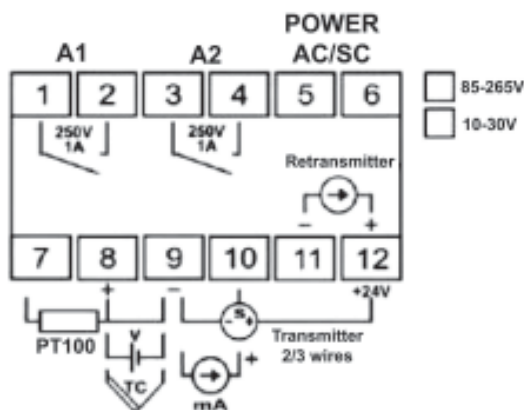 POWER
A1 A2 AC/SC
1 2 3 4 5 6
85-265V
10-30V
250V
1A
250V
1A
Retransmitter
- +
7 8 9 10 11 12
+ - +24V
-S+
PT100
V
Transmitter
2/3 wires
TC
+
mA